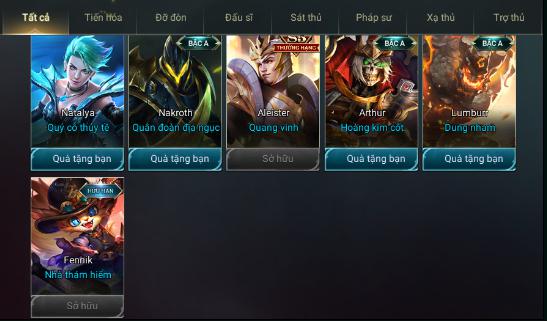 Tất cả Tiến hóa Đỡ đòn Đấu sĩ Sát thủ Pháp sư Xạ thủ Trợ thủ
BẬC A S5 BẬC A BẬC A
THƯỞNG HẠNG
Natalya Nakroth Aleister Arthur Lumburr
Quý cô thủy tề Quân đoàn địa ngục Quang vinh Hoàng kim cốt Dung nham
Quà tặng bạn Quà tặng bạn Sở hữu Quà tặng bạn Quà tặng bạn
HỮU HẠN
Fennik
Nhà thám hiểm
Sở hữu